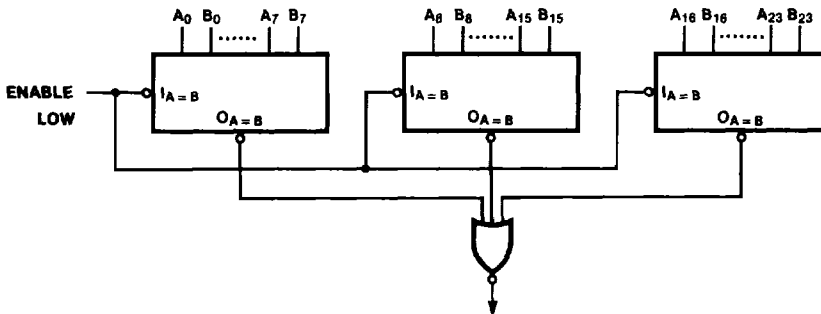 A0 B0 ...... A7 B7
A8 B8 ....... A15 B15
A16 B16 ....... A23 B23
ENABLE
LOW
IA = B
OA = B
IA = B
OA = B
IA = B
OA = B